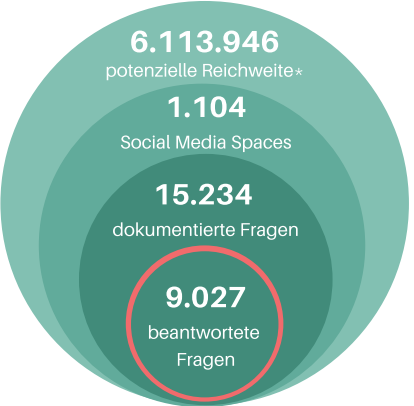 6.113.946
potenzielle Reichweite*
1.104
Social Media Spaces
15.234
dokumentierte Fragen
9.027
beantwortete
Fragen